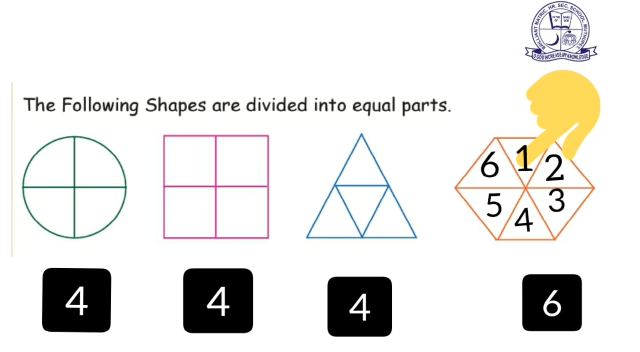 The Following Shapes are divided into equal parts.
6 1 2
5 4 3
4 4 4 6